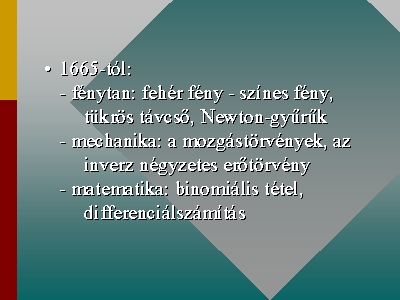 • 1665-től:
- fénytan: fehér fény - színes fény,
tükrös távcső, Newton-gyűrűk
- mechanika: a mozgástörvények, az
inverz négyzetes erőtörvény
- matematika: binomiális tétel,
differenciálszámítás